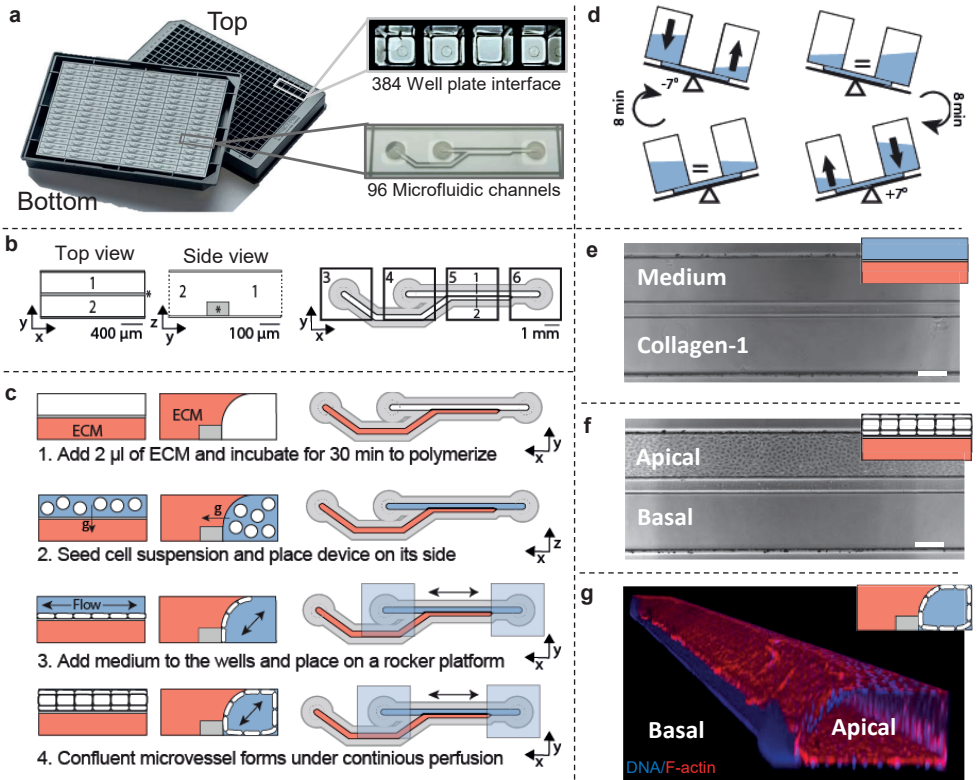 a
Top
Bottom
384 Well plate interface
96 Microfluidic channels
b
Top view
Side view
1
2
*
2
1
*
y
x
400 µm
z
y
100 µm
3
4
5
6
1
2
y
x
1 mm
c
ECM
ECM
y
x
1. Add 2 µl of ECM and incubate for 30 min to polymerize
g
g
z
x
2. Seed cell suspension and place device on its side
Flow
y
x
3. Add medium to the wells and place on a rocker platform
y
x
4. Confluent microvessel forms under continious perfusion
d
-7°
=
8 min
8 min
=
+7°
e
Medium
Collagen-1
f
Apical
Basal
g
Basal
Apical
DNA/F-actin